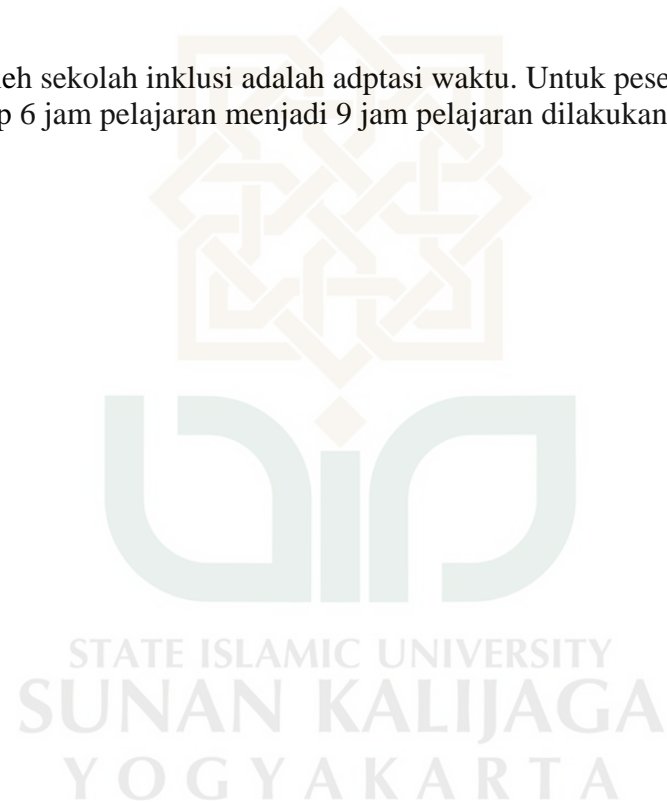 leh sekolah inklusi adalah adptasi waktu. Untuk pese
p 6 jam pelajaran menjadi 9 jam pelajaran dilakukan
STATE ISLAMIC UNIVERSITY
SUNAN KALIJAGA
YOGYAKARTA